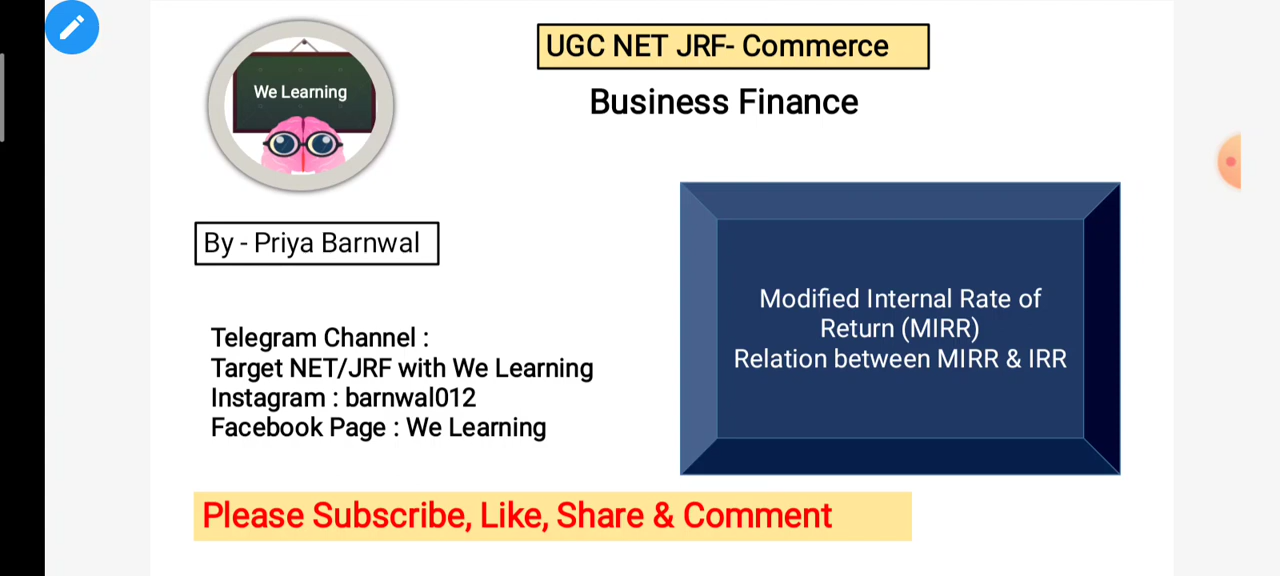 We Learning
UGC NET JRF- Commerce
Business Finance
By - Priya Barnwal
Modified Internal Rate of
Return (MIRR)
Relation between MIRR & IRR
Telegram Channel :
Target NET/JRF with We Learning
Instagram : barnwal012
Facebook Page : We Learning
Please Subscribe, Like, Share & Comment